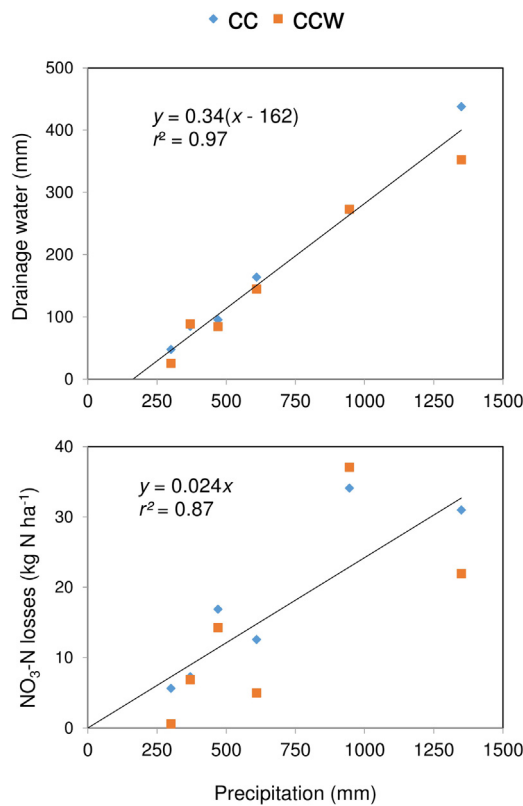 CC CCW
500
400
300
200
100
0
Drainage water (mm)
y = 0.34(x - 162)
r² = 0.97
0 250 500 750 1000 1250 1500
40
30
20
10
0
NO₃-N losses (kg N ha⁻¹)
y = 0.024x
r² = 0.87
0 250 500 750 1000 1250 1500
Precipitation (mm)